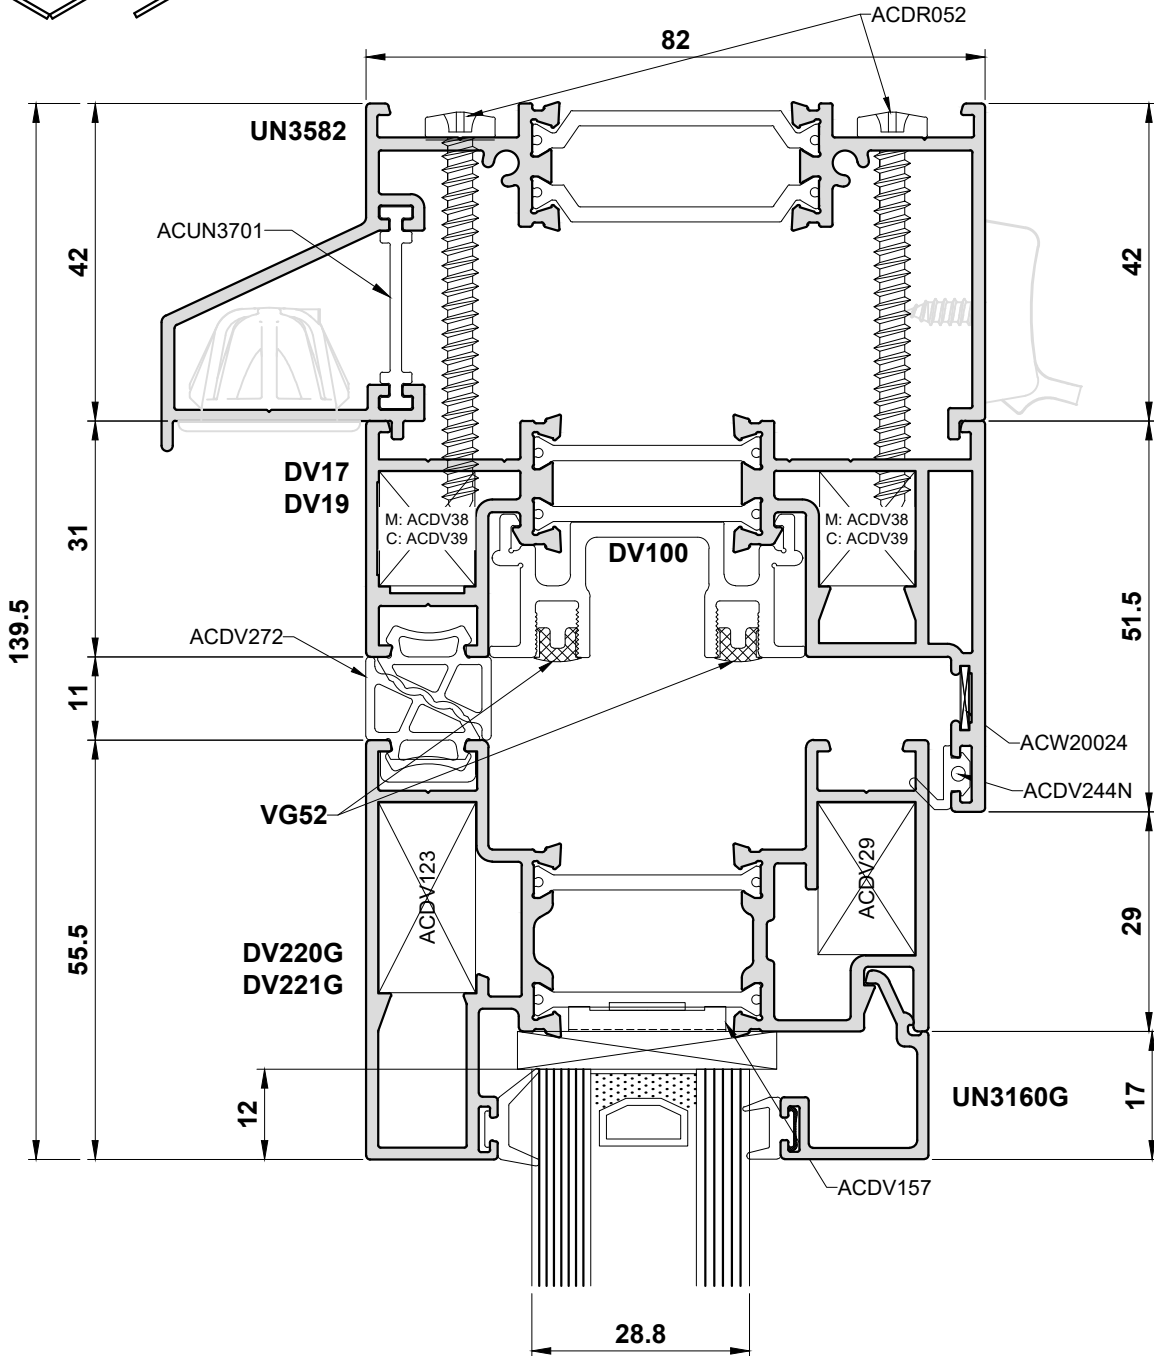 ACDR052
82
UN3582
42
42
ACUN3701
42
DV17
DV19
M: ACDV38
C: ACDV39
M: ACDV38
C: ACDV39
DV100
31
139.5
51.5
ACDV272
11
ACW20024
ACDV244N
VG52
ACDV123
ACDV29
DV220G
DV221G
55.5
29
12
UN3160G
17
ACDV157
28.8